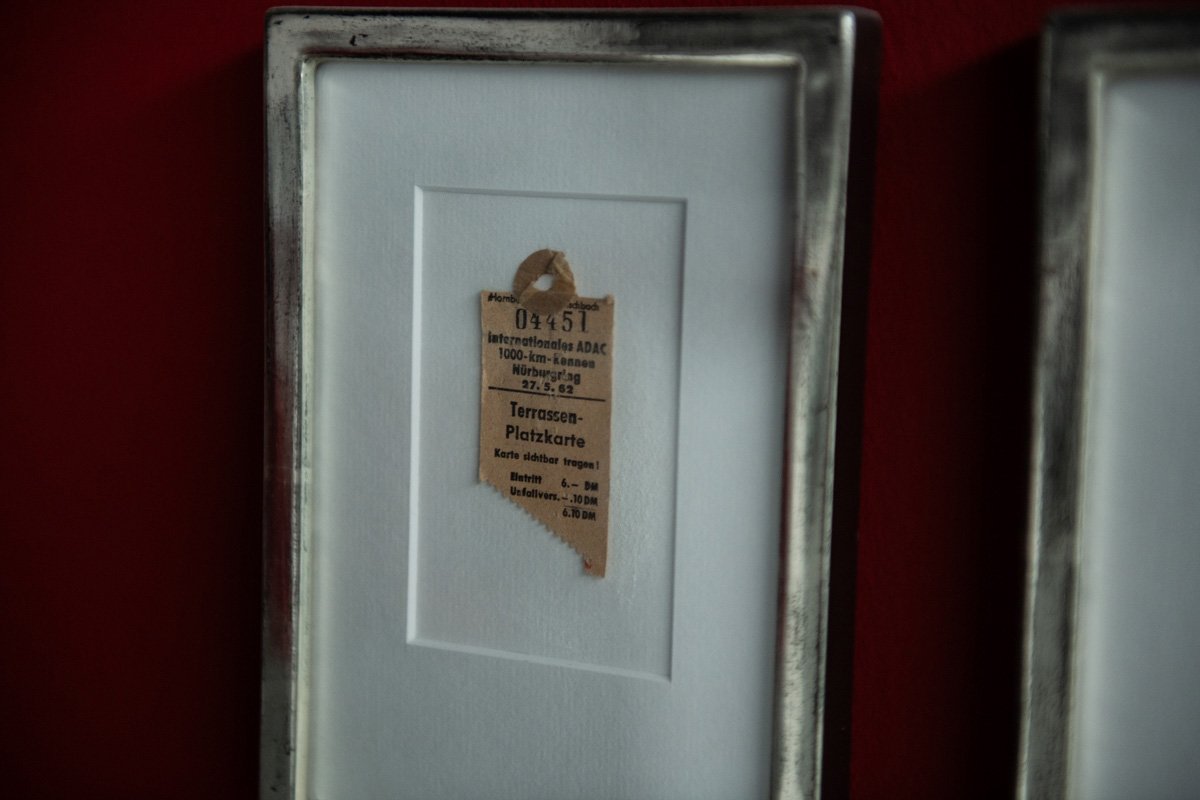 04451
Internationales ADAC
1000-km-Rennen
Nürburgring
27. 5. 62
Terrassen-
Platzkarte
Karte sichtbar tragen!
Eintritt 6.— DM
Unfallvers. —.10 DM
6.10 DM